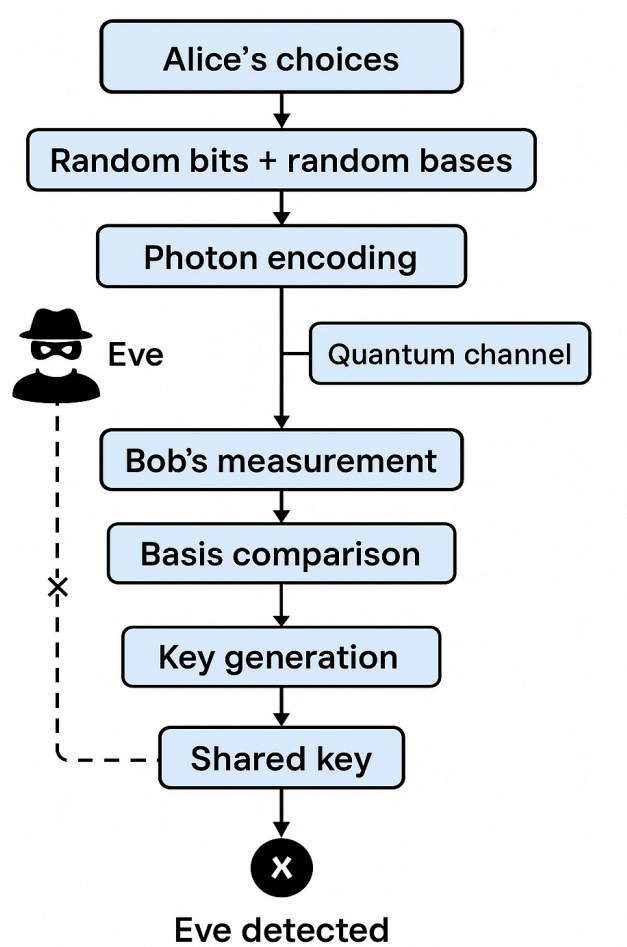 Alice’s choices
Random bits + random bases
Photon encoding
Eve
Quantum channel
Bob’s measurement
Basis comparison
Key generation
Shared key
X
Eve detected